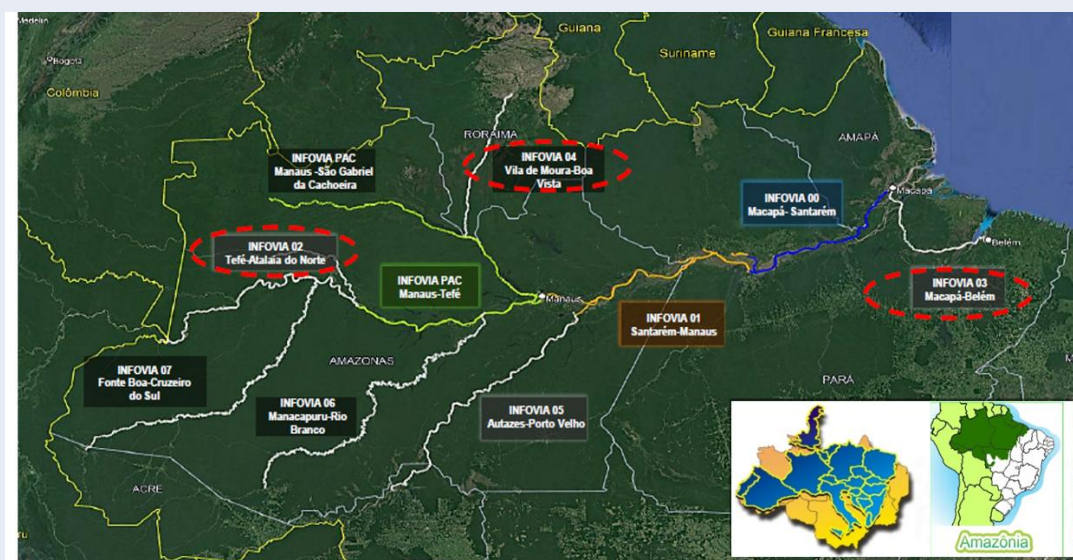 Medellin
Bogotá
Colômbia
Guiana
Suriname
Guiana Francesa
RORAIMA
AMAPÁ
INFOVIA PAC
Manaus -São Gabriel
da Cachoeira
INFOVIA 04
Vila de Moura-Boa
Vista
INFOVIA 00
Macapá- Santarém
Macapá
Belém
INFOVIA 02
Tefé-Atalaia do Norte
INFOVIA PAC
Manaus-Tefé
Manaus
INFOVIA 03
Macapá-Belém
INFOVIA 01
Santarém-Manaus
AMAZONAS
PARÁ
M
INFOVIA 07
Fonte Boa-Cruzeiro
do Sul
INFOVIA 06
Manacapuru-Rio
Branco
INFOVIA 05
Autazes-Porto Velho
ACRE
ru
Amazônia